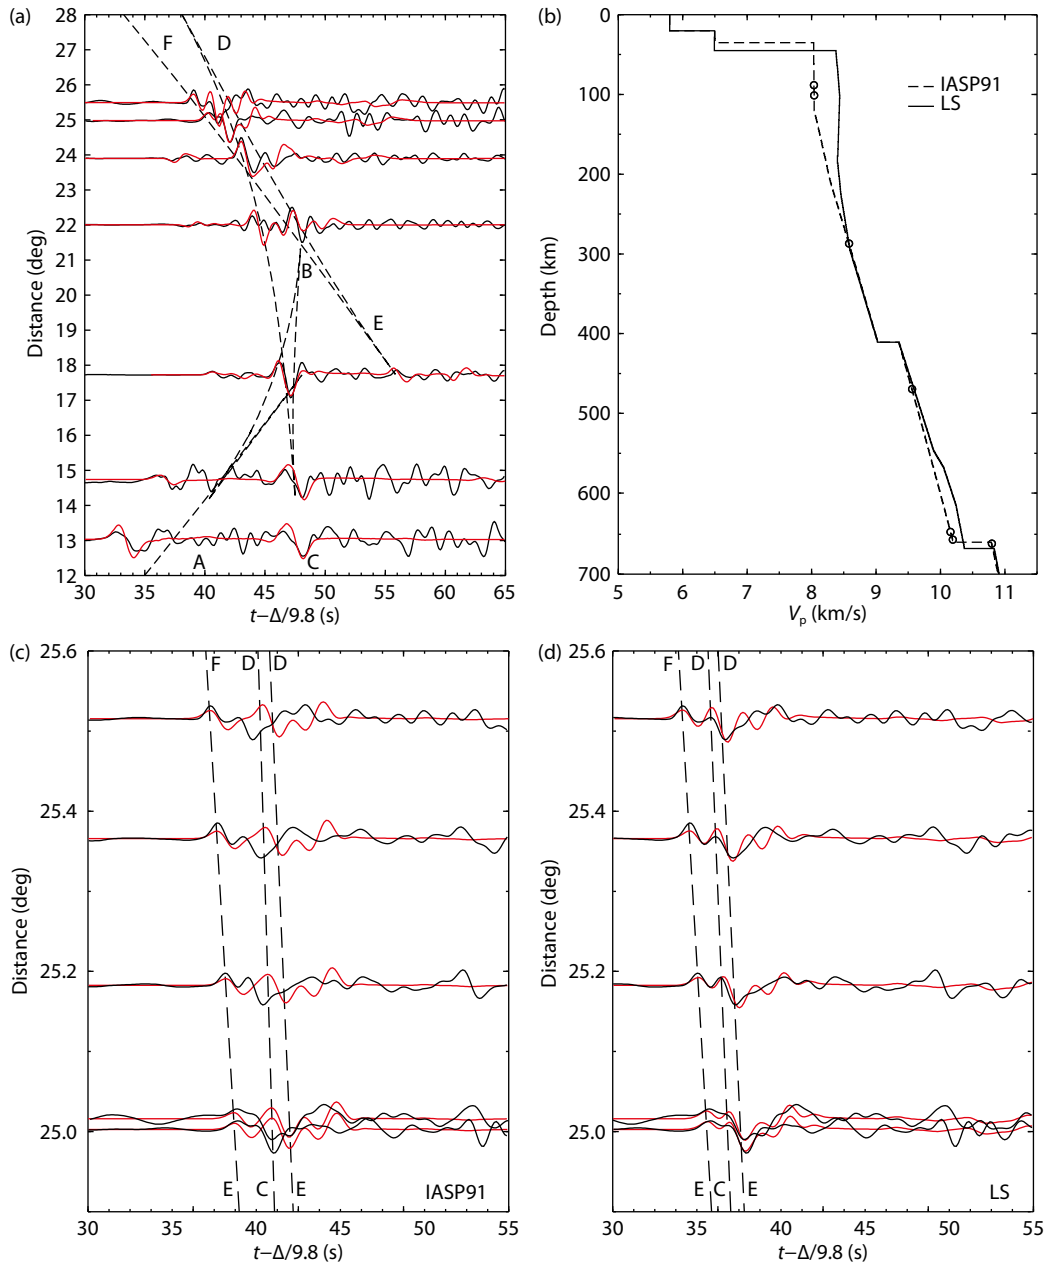 (a)
28
27
26
25
24
23
22
21
20
19
18
17
16
15
14
13
12
Distance (deg)
F
D
B
E
A
C
30
35
40
45
50
55
60
65
t−Δ/9.8 (s)
(b)
0
100
200
300
400
500
600
700
Depth (km)
IASP91
LS
5
6
7
8
9
10
11
Vp (km/s)
(c)
25.6
25.4
25.2
25.0
Distance (deg)
F
D
D
E
C
E
IASP91
30
35
40
45
50
55
t−Δ/9.8 (s)
(d)
25.6
25.4
25.2
25.0
Distance (deg)
F
D
D
E
C
E
LS
30
35
40
45
50
55
t−Δ/9.8 (s)